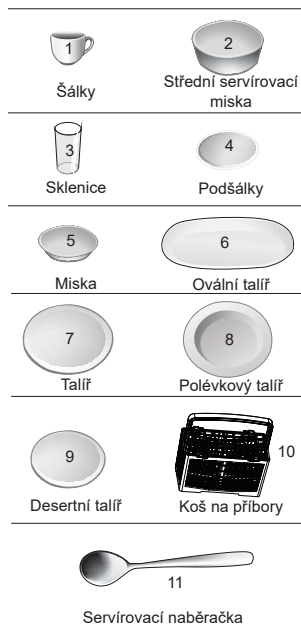 1
2
Šálky
Střední servírovací
miska
3
4
Sklenice
Podšálky
5
6
Miska
Ovální talíř
7
8
Talíř
Polévkový talíř
9
10
Desertní talíř
Koš na příbory
11
Servírovací naběračka